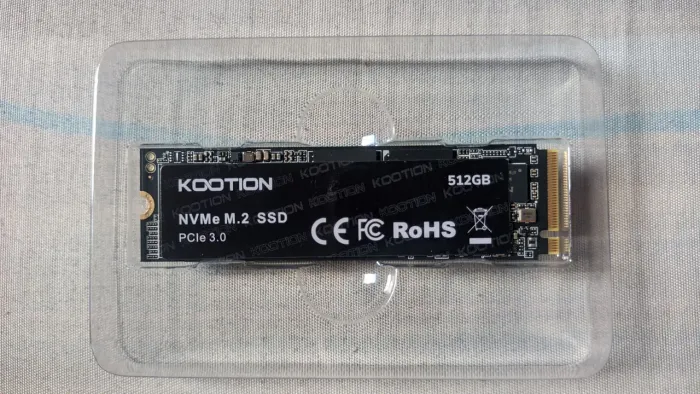 KOOTION
512GB
NVMe M.2 SSD
PCIe 3.0
CE FC RoHS